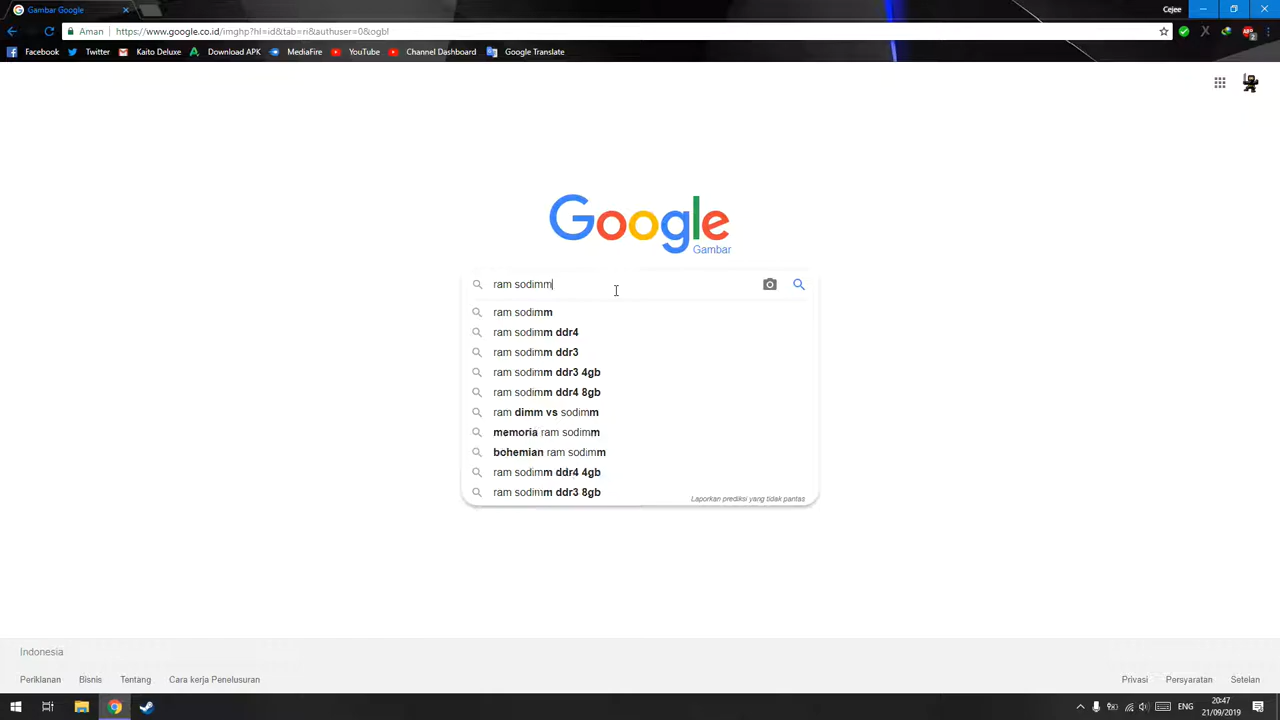 Gambar Google
Cejee
Aman
https://www.google.co.id/imghp?hl=id&tab=ri&authuser=0&ogbl
Facebook Twitter Gmail Kaito Deluxe Download APK MediaFire YouTube Channel Dashboard Google Translate
Google
Gambar
ram sodimm
ram sodimm
ram sodimm ddr4
ram sodimm ddr3
ram sodimm ddr3 4gb
ram sodimm ddr4 8gb
ram dimm vs sodimm
memoria ram sodimm
bohemian ram sodimm
ram sodimm ddr4 4gb
ram sodimm ddr3 8gb
Laporkan prediksi yang tidak pantas
Indonesia
Periklanan Bisnis Tentang Cara kerja Penelusuran Privasi Persyaratan Setelan
ENG
20:47
21/09/2019